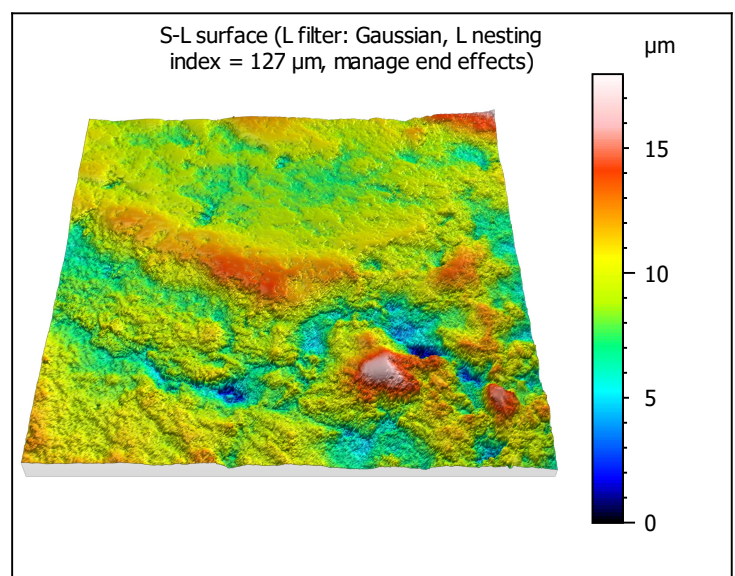 S-L surface (L filter: Gaussian, L nesting
index = 127 µm, manage end effects)
µm
15
10
5
0